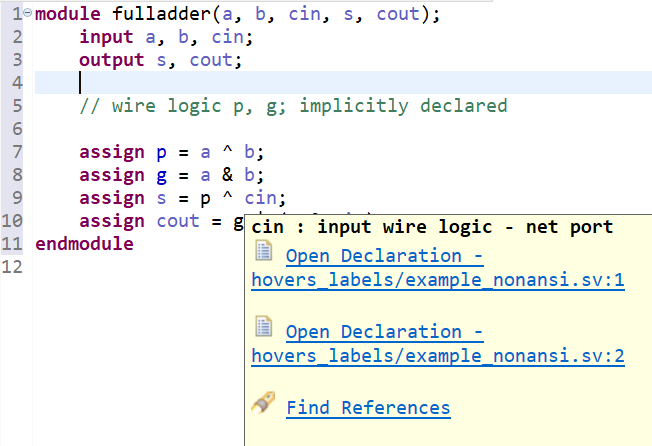 1 module fulladder(a, b, cin, s, cout);
2 input a, b, cin;
3 output s, cout;
4
5 // wire logic p, g; implicitly declared
6
7 assign p = a ^ b;
8 assign g = a & b;
9 assign s = p ^ cin;
10 assign cout = g
11 endmodule
12
cin : input wire logic - net port
Open Declaration -
hovers_labels/example_nonansi.sv:1
Open Declaration -
hovers_labels/example_nonansi.sv:2
Find References